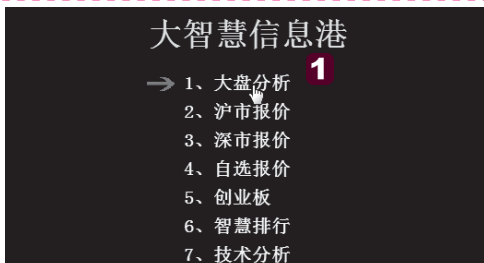 大智慧信息港
1、大盘分析
1
2、沪市报价
3、深市报价
4、自选报价
5、创业板
6、智慧排行
7、技术分析